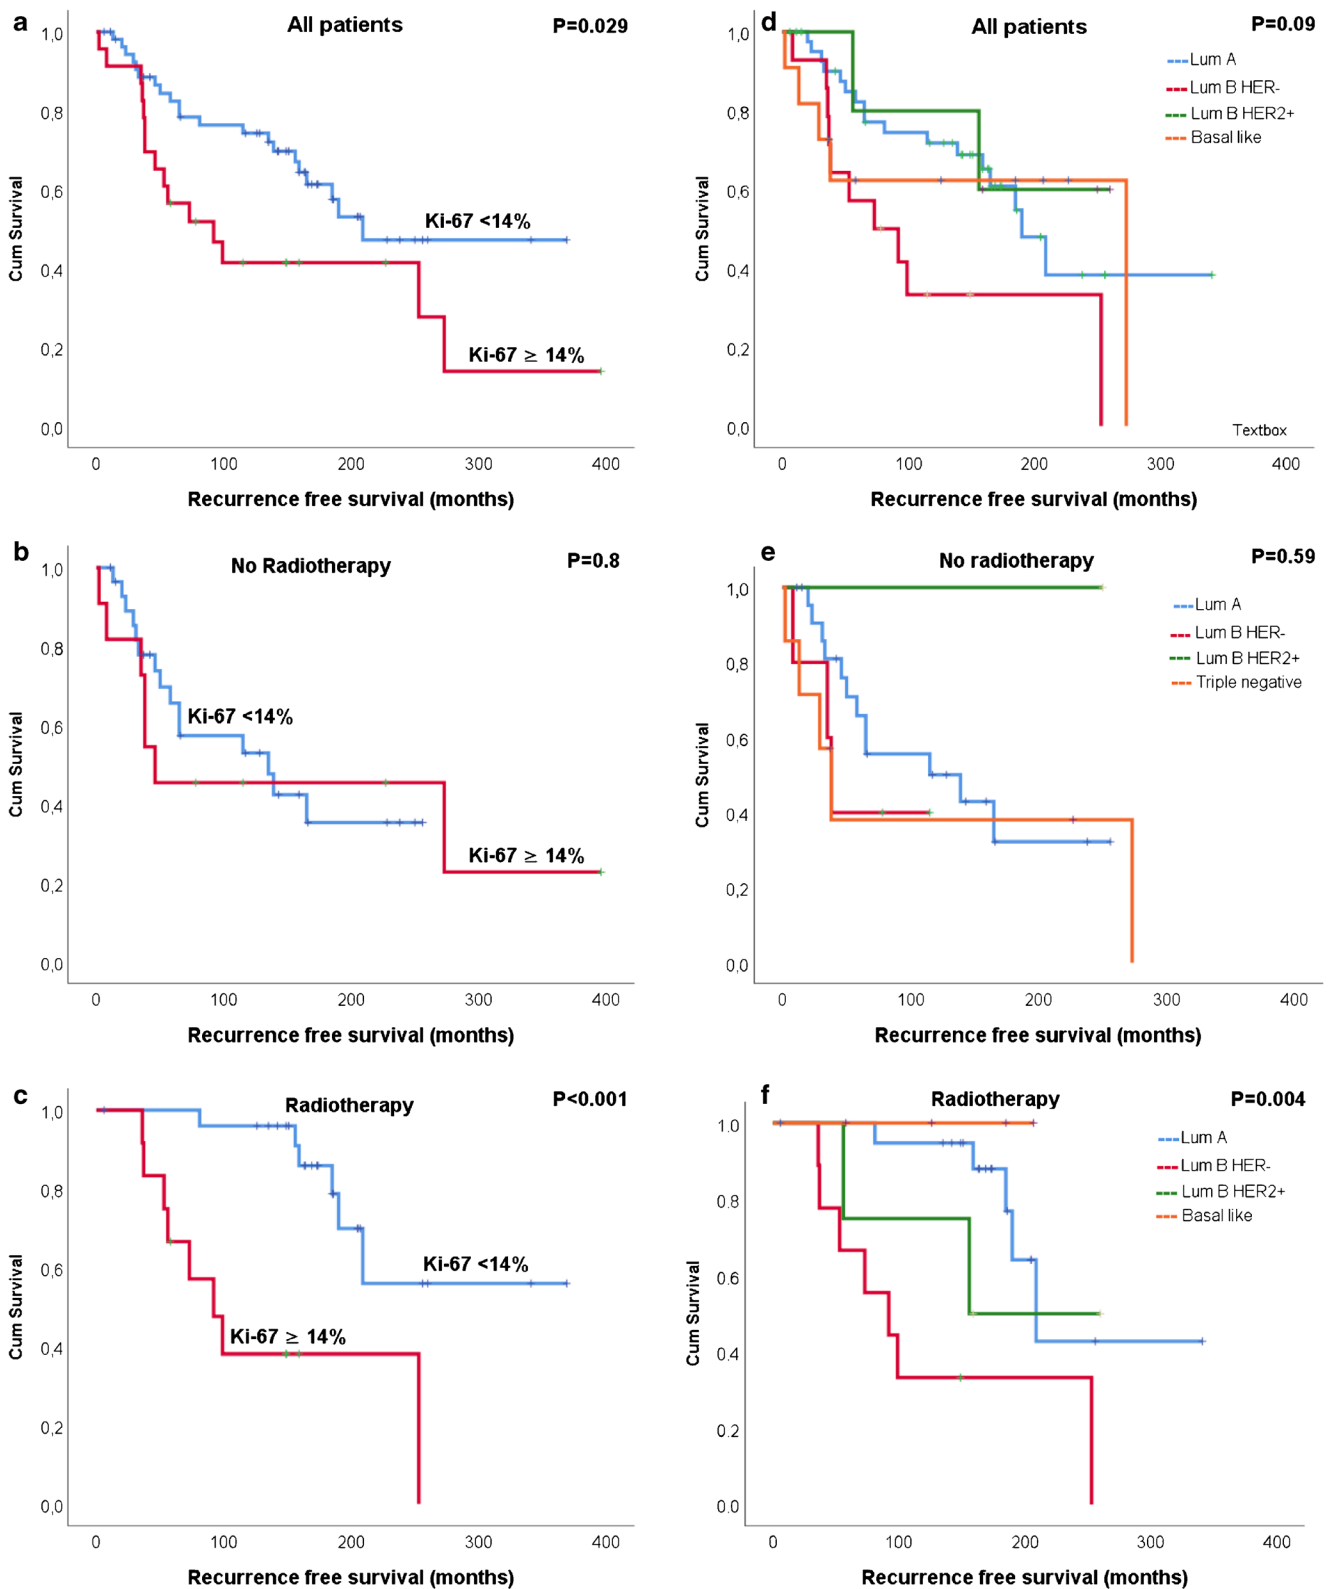 a
All patients
P=0.029
1,0
0,8
0,6
0,4
0,2
0,0
Cum Survival
Ki-67 <14%
Ki-67 ≥ 14%
0 100 200 300 400
Recurrence free survival (months)
d
All patients
P=0.09
Lum A
Lum B HER-
Lum B HER2+
Basal like
1,0
0,8
0,6
0,4
0,2
0,0
Cum Survival
Textbox
0 100 200 300 400
Recurrence free survival (months)
b
No Radiotherapy
P=0.8
1,0
0,8
0,6
0,4
0,2
0,0
Cum Survival
Ki-67 <14%
Ki-67 ≥ 14%
0 100 200 300 400
Recurrence free survival (months)
e
No radiotherapy
P=0.59
Lum A
Lum B HER-
Lum B HER2+
Triple negative
1,0
0,8
0,6
0,4
0,2
0,0
Cum Survival
0 100 200 300 400
Recurrence free survival (months)
c
Radiotherapy
P<0.001
1,0
0,8
0,6
0,4
0,2
0,0
Cum Survival
Ki-67 <14%
Ki-67 ≥ 14%
0 100 200 300 400
Recurrence free survival (months)
f
Radiotherapy
P=0.004
Lum A
Lum B HER-
Lum B HER2+
Basal like
1.0
0.8
0.6
0.4
0.2
0.0
Cum Survival
0 100 200 300 400
Recurrence free survival (months)